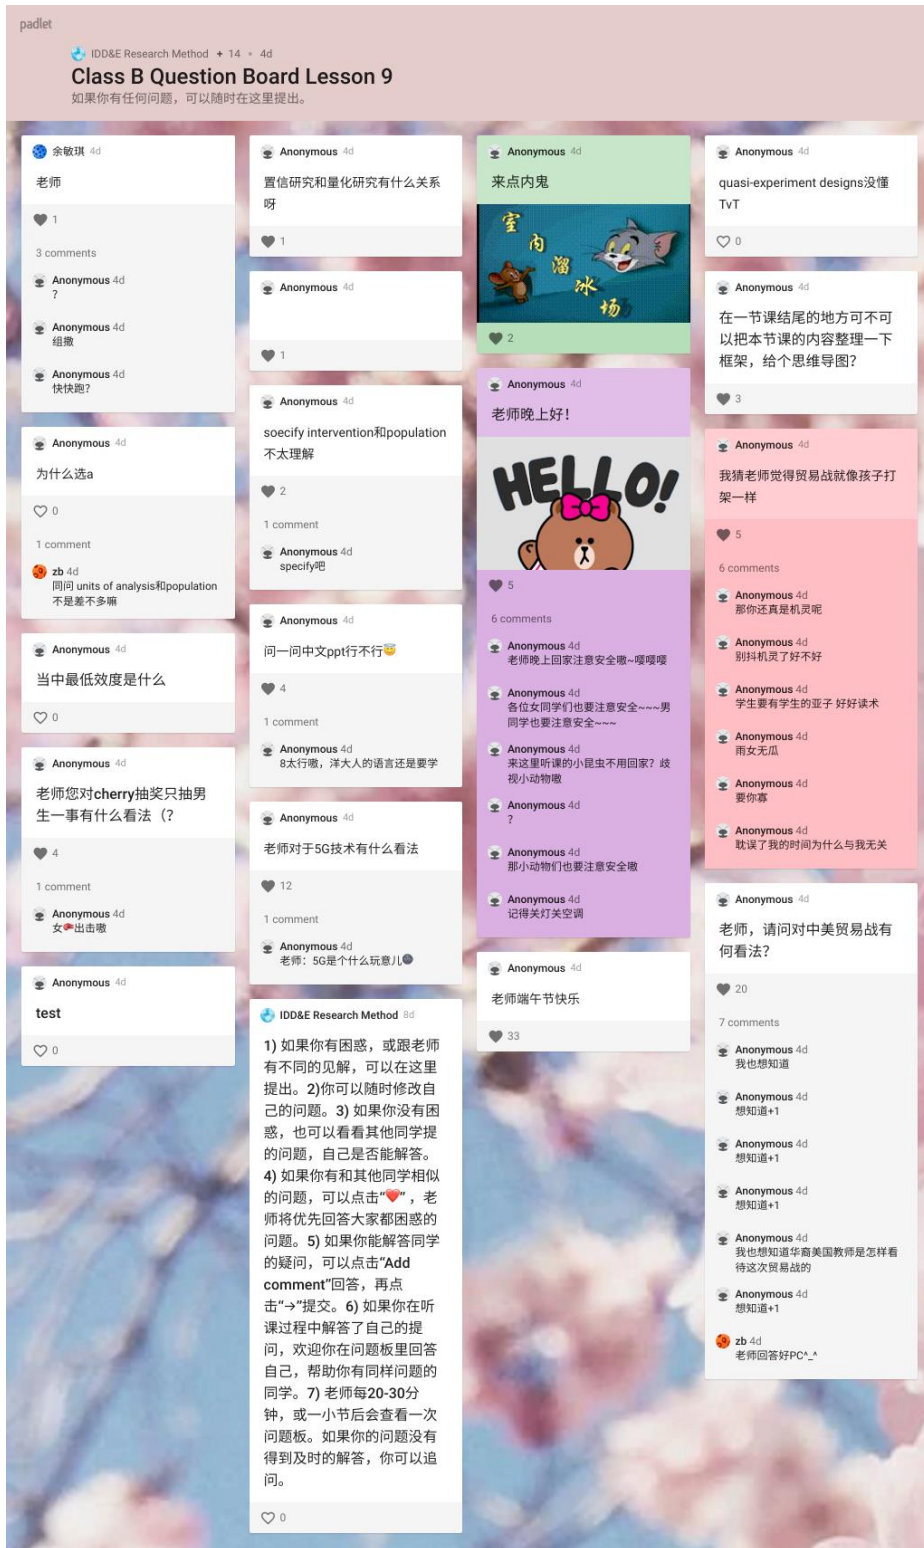 padlet
IDD&E Research Method + 14 • 4d
Class B Question Board Lesson 9
如果你有任何问题，可以随时在这里提出。
余敏琪 4d
老师
1
3 comments
Anonymous 4d
?
Anonymous 4d
组撒
Anonymous 4d
快快跑?
Anonymous 4d
为什么选a
0
1 comment
zb 4d
同问 units of analysis和population
不是差不多嘛
Anonymous 4d
当中最低效度是什么
0
Anonymous 4d
老师您对cherry抽奖只抽男
生一事有什么看法（?
4
1 comment
Anonymous 4d
女🥊出击嗷
Anonymous 4d
test
0
Anonymous 4d
置信研究和量化研究有什么关系
呀
1
Anonymous 4d
1
Anonymous 4d
soecify intervention和population
不太理解
2
1 comment
Anonymous 4d
specify吧
Anonymous 4d
问一问中文ppt行不行😇
4
1 comment
Anonymous 4d
8太行嗷，洋大人的语言还是要学
Anonymous 4d
老师对于5G技术有什么看法
12
1 comment
Anonymous 4d
老师：5G是个什么玩意儿🌚
IDD&E Research Method 8d
1) 如果你有困惑，或跟老师
有不同的见解，可以在这里
提出。2)你可以随时修改自
己的问题。3) 如果你没有困
惑，也可以看看其他同学提
的问题，自己是否能解答。
4) 如果你有和其他同学相似
的问题，可以点击“❤️”，老
师将优先回答大家都困惑的
问题。5) 如果你能解答同学
的疑问，可以点击“Add
comment”回答，再点
击“→”提交。6) 如果你在听
课过程中解答了自己的提
问，欢迎你在问题板里回答
自己，帮助你有同样问题的
同学。7) 老师每20-30分
钟，或一小节后会查看一次
问题板。如果你的问题没有
得到及时的解答，你可以追
问。
0
Anonymous 4d
来点内鬼
室
内
溜
冰
场
2
Anonymous 4d
老师晚上好！
HELLO!
5
6 comments
Anonymous 4d
老师晚上回家注意安全嗷~嘤嘤嘤
Anonymous 4d
各位女同学们也要注意安全~~~男
同学也要注意安全~~~
Anonymous 4d
来这里听课的小昆虫不用回家？歧
视小动物嗷
Anonymous 4d
?
Anonymous 4d
那小动物们也要注意安全嗷
Anonymous 4d
记得关灯关空调
Anonymous 4d
老师端午节快乐
33
Anonymous 4d
quasi-experiment designs没懂
TvT
0
Anonymous 4d
在一节课结尾的地方可不可
以把本节课的内容整理一下
框架，给个思维导图？
3
Anonymous 4d
我猜老师觉得贸易战就像孩子打
架一样
5
6 comments
Anonymous 4d
那你还真是机灵呢
Anonymous 4d
别抖机灵了好不好
Anonymous 4d
学生要有学生的亚子 好好读术
Anonymous 4d
雨女无瓜
Anonymous 4d
要你寡
Anonymous 4d
耽误了我的时间为什么与我无关
Anonymous 4d
老师，请问对中美贸易战有
何看法？
20
7 comments
Anonymous 4d
我也想知道
Anonymous 4d
想知道+1
Anonymous 4d
想知道+1
Anonymous 4d
想知道+1
Anonymous 4d
我也想知道华裔美国教师是怎样看
待这次贸易战的
Anonymous 4d
想知道+1
zb 4d
老师回答好PC^_^